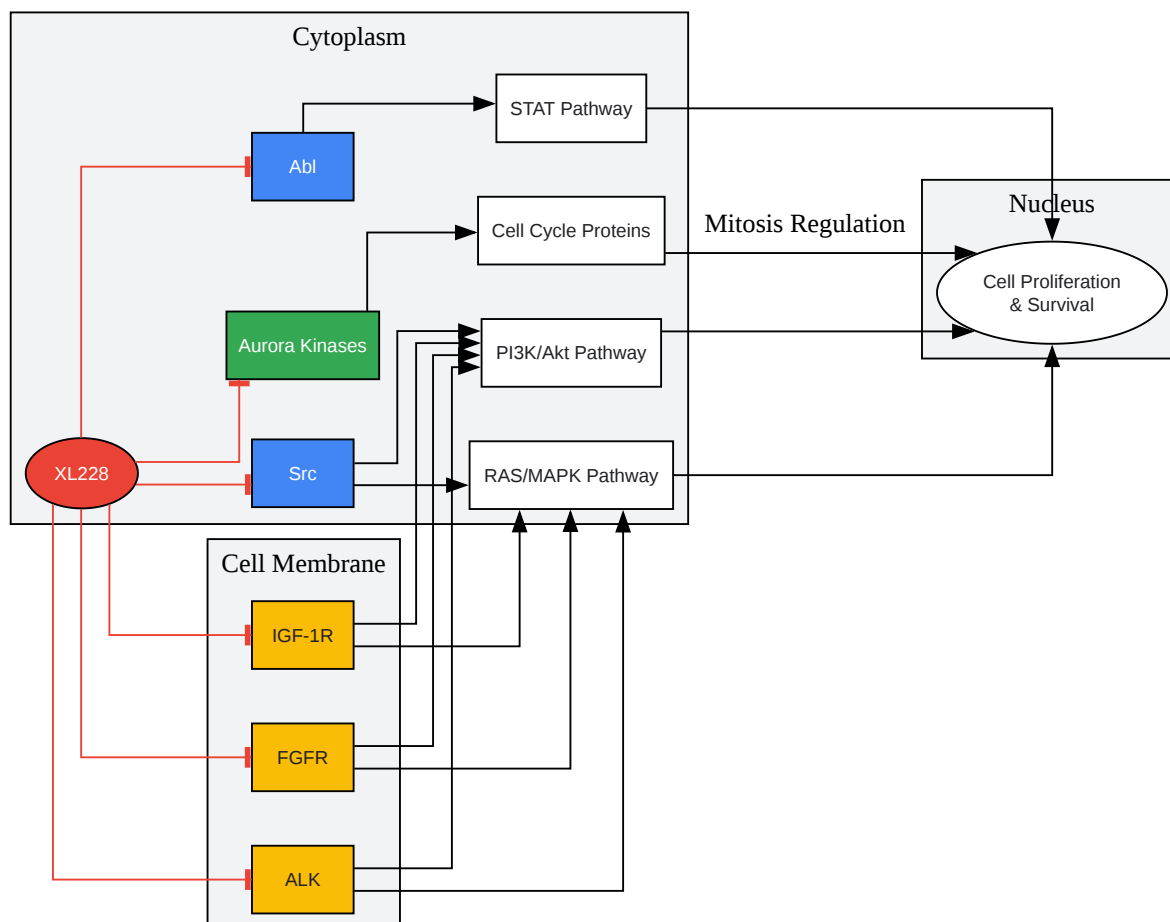 Cytoplasm
STAT Pathway
Abl
Nucleus
Cell Cycle Proteins
Mitosis Regulation
Cell Proliferation
& Survival
Aurora Kinases
PI3K/Akt Pathway
XL228
Src
RAS/MAPK Pathway
Cell Membrane
IGF-1R
FGFR
ALK